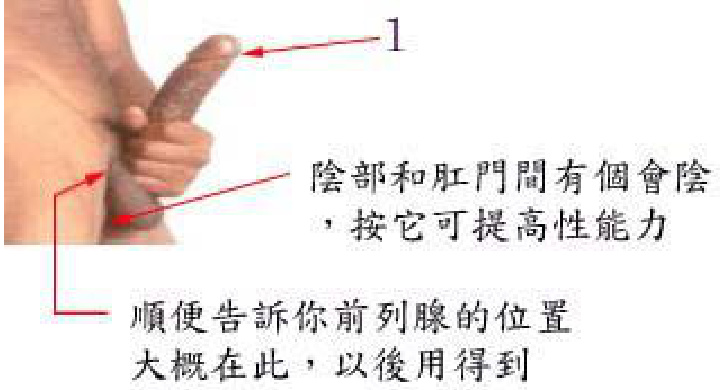 1
陰部和肛門間有個會陰
，按它可提高性能力
順便告訴你前列腺的位置
大概在此，以後用得到